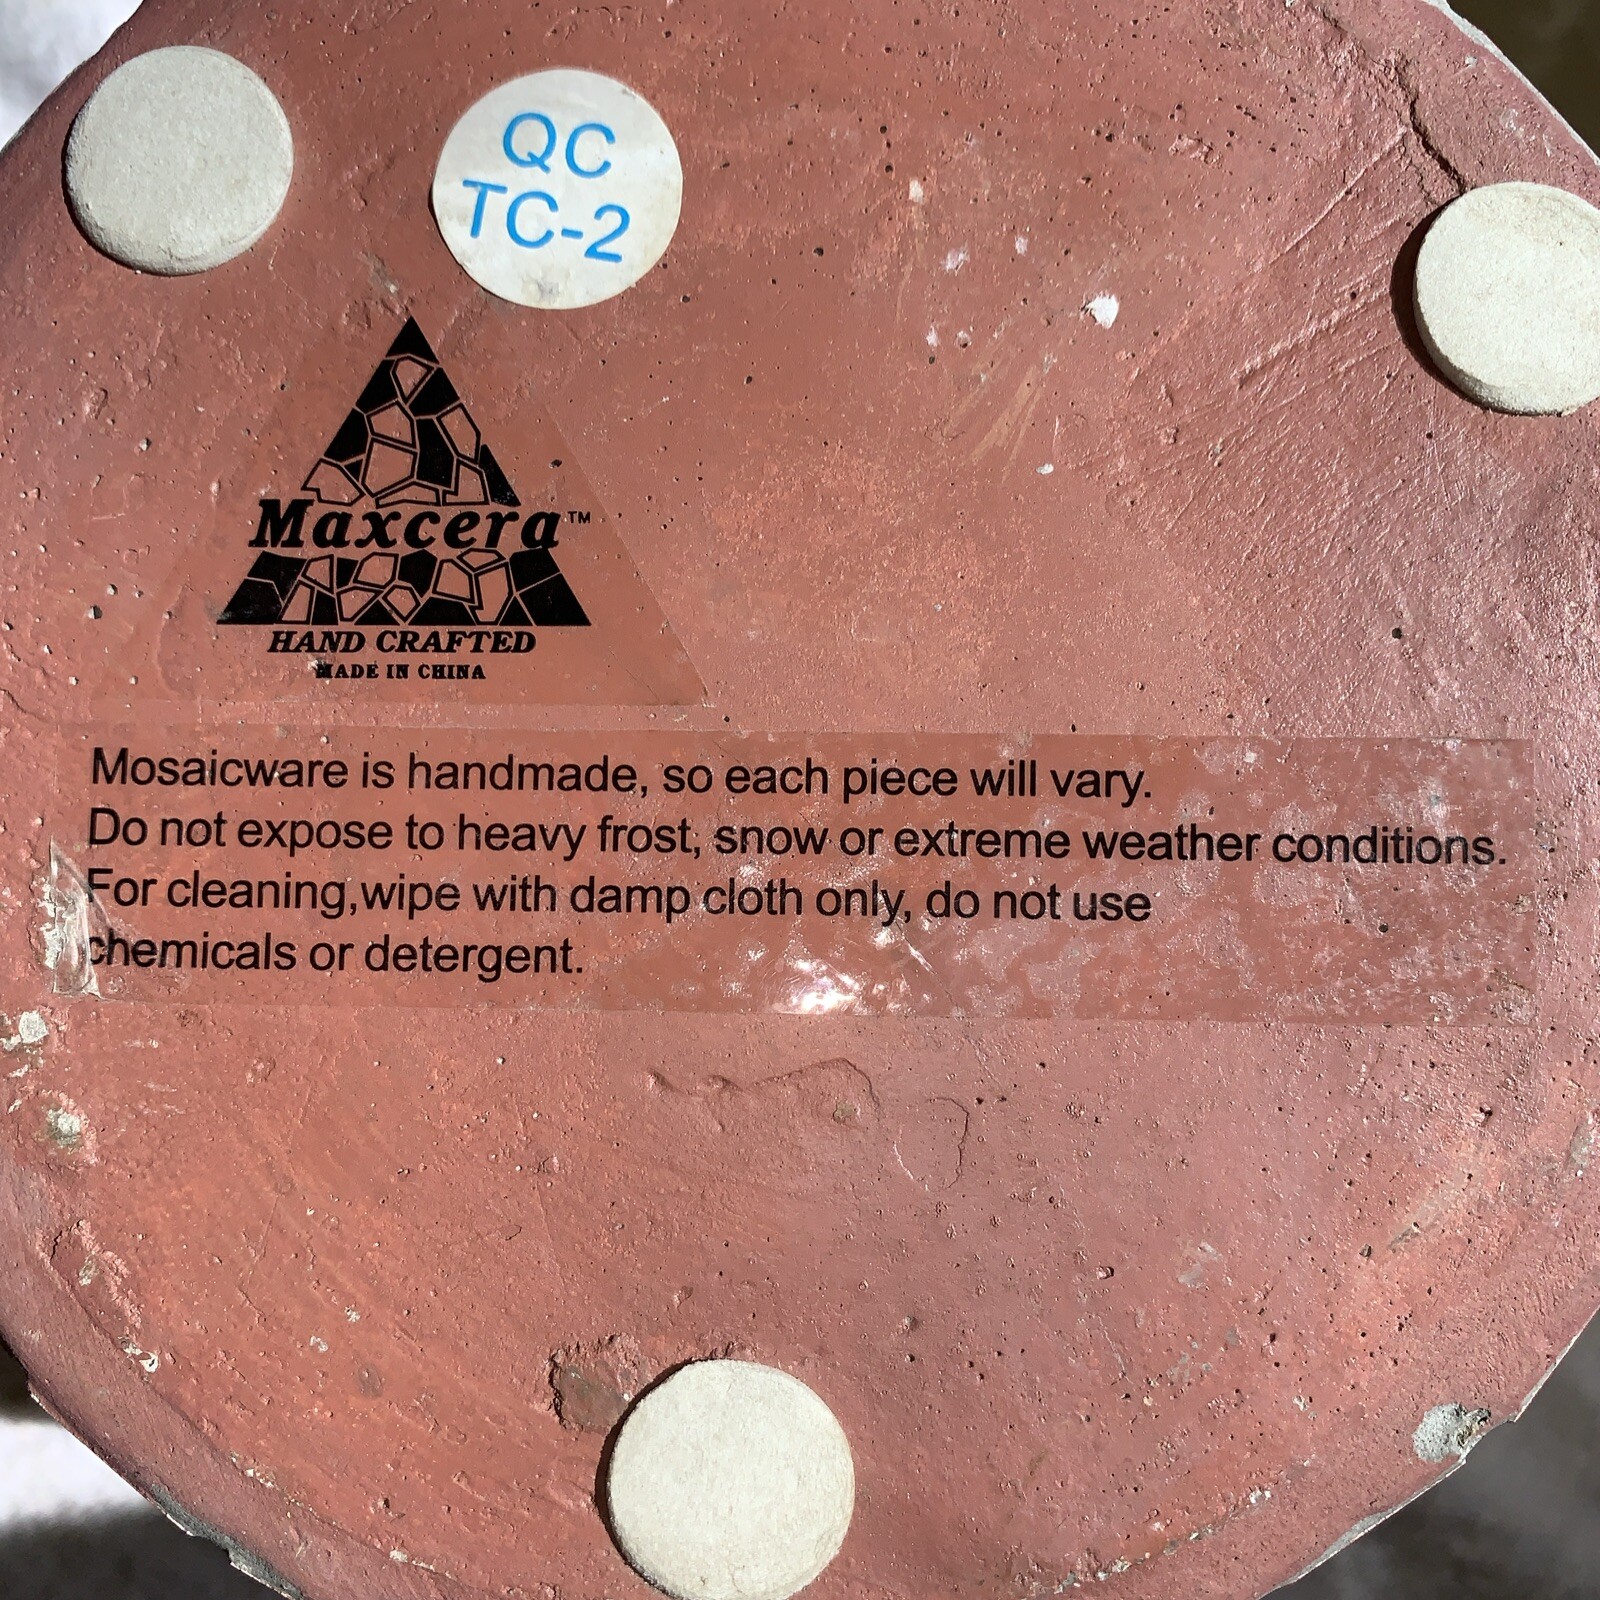 QC
TC-2
Maxcera™
HAND CRAFTED
MADE IN CHINA
Mosaicware is handmade, so each piece will vary.
Do not expose to heavy frost, snow or extreme weather conditions.
For cleaning,wipe with damp cloth only, do not use
chemicals or detergent.